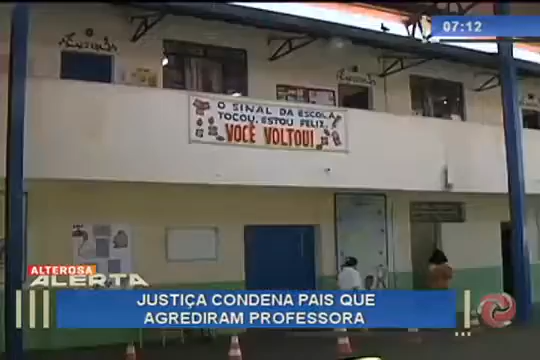 07:12
O SINAL DA ESCOLA
TOCOU. ESTOU FELIZ,
VOCÊ VOLTOU!
ALTEROSA
ALERTA
JUSTIÇA CONDENA PAIS QUE
AGREDIRAM PROFESSORA